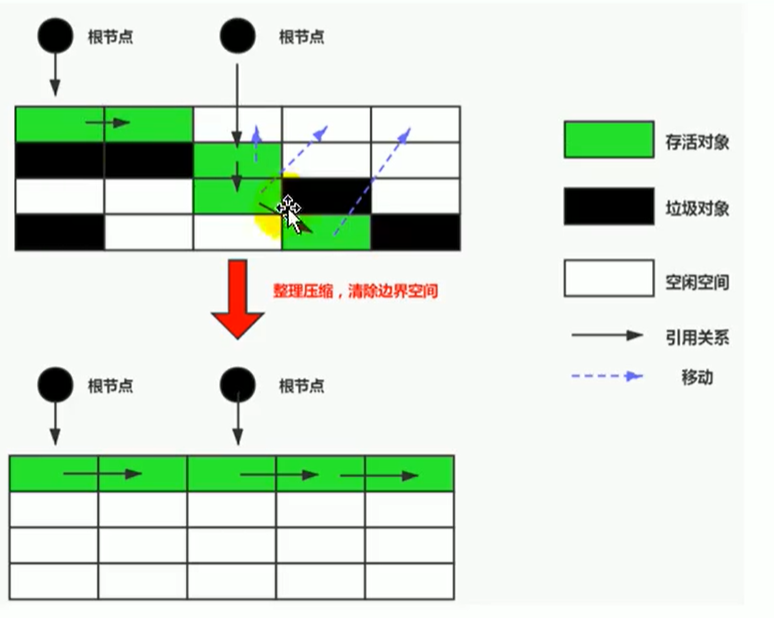 根节点
根节点
存活对象
垃圾对象
空闲空间
引用关系
移动
整理压缩，清除边界空间
根节点
根节点